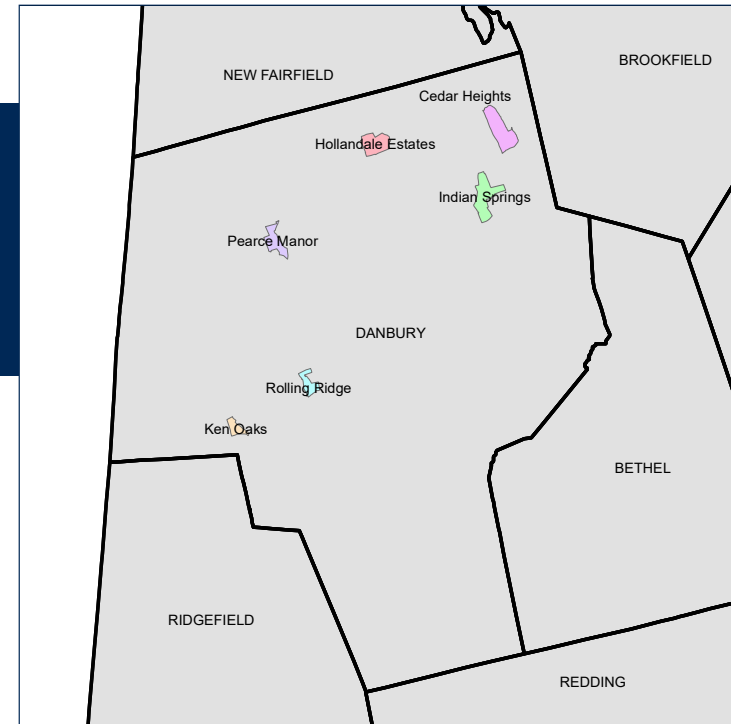 BROOKFIELD
NEW FAIRFIELD
Cedar Heights
Hollandale Estates
Indian Springs
Pearce Manor
DANBURY
Rolling Ridge
Ken Oaks
BETHEL
RIDGEFIELD
REDDING